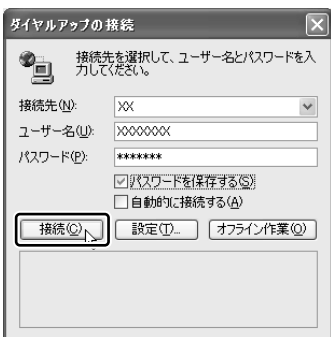 ダイヤルアップの接続
接続先を選択して、ユーザー名とパスワードを入
力してください。
接続先(N): XX
ユーザー名(U): XXXXXXX
パスワード(P): *******
パスワードを保存する(S)
自動的に接続する(A)
接続(C) 設定(T)... オフライン作業(O)